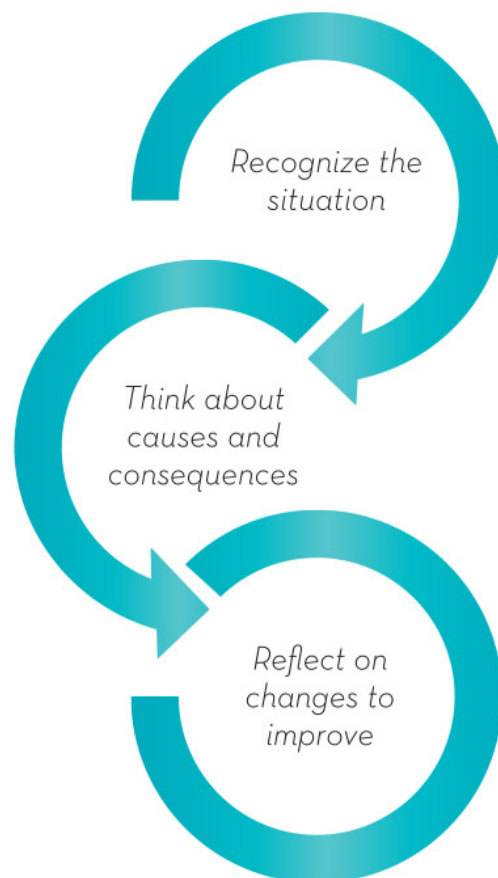 Recognize the
situation
Think about
causes and
consequences
Reflect on
changes to
improve